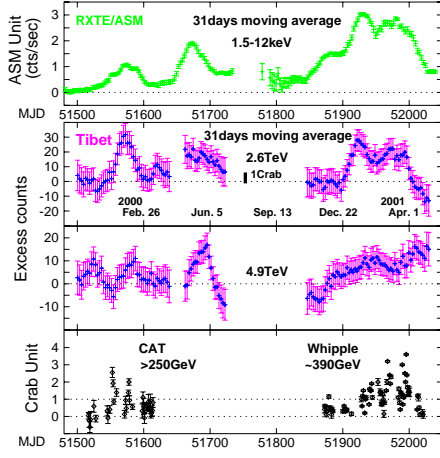 RXTE/ASM
31days moving average
1.5-12keV
ASM Unit
(cts/sec)
3
2
1
0
MJD
51500 51600 51700 51800 51900 52000
Tibet
31days moving average
2.6TeV
1Crab
30
20
10
0
-10
-20
2000
Feb. 26
Jun. 5
Sep. 13
Dec. 22
2001
Apr. 1
Excess counts
4.9TeV
20
10
0
-10
CAT
>250GeV
Whipple
~390GeV
Crab Unit
4
3
2
1
0
MJD
51500 51600 51700 51800 51900 52000